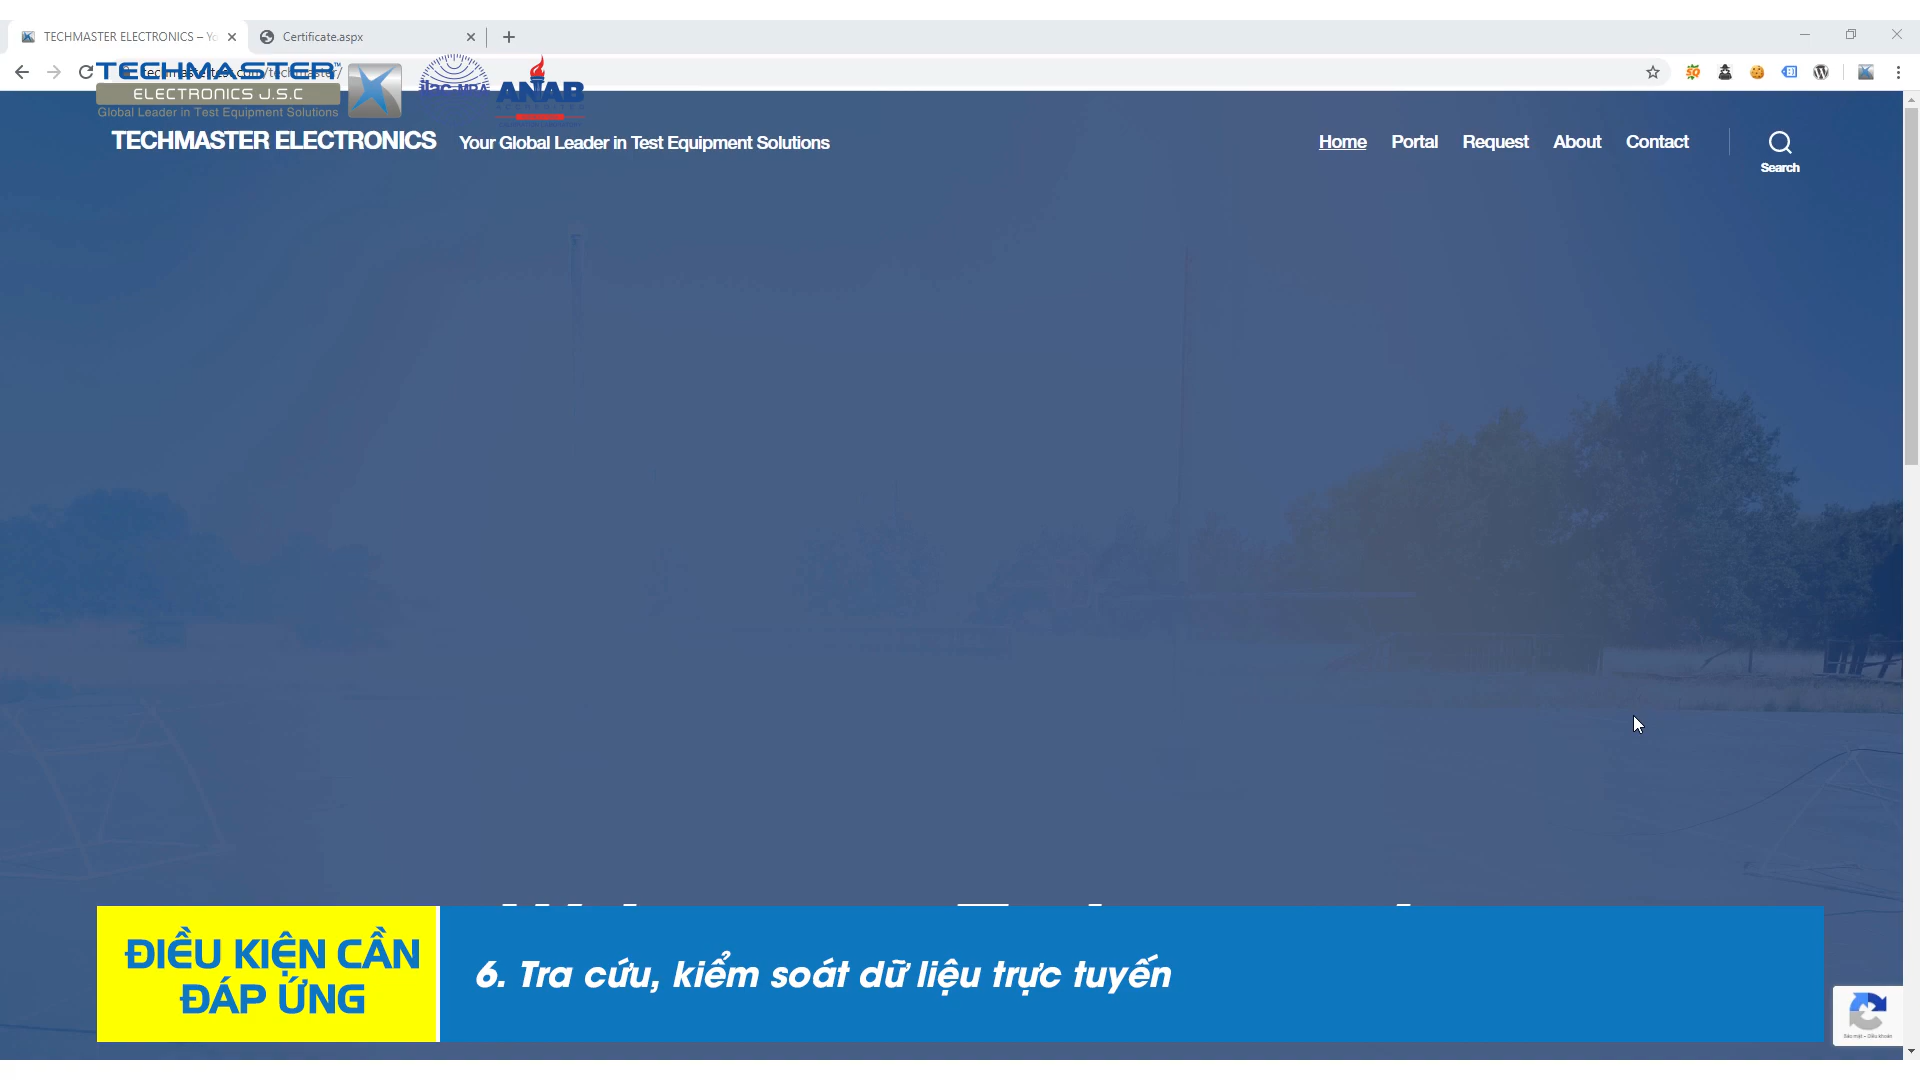 TECHMASTER ELECTRONICS – Yo
Certificate.aspx
TECHMASTER™
ELECTRONICS J.S.C
Global Leader in Test Equipment Solutions
ANAB
TECHMASTER ELECTRONICS
Your Global Leader in Test Equipment Solutions
Home
Portal
Request
About
Contact
Search
ĐIỀU KIỆN CẦN
ĐÁP ỨNG
6. Tra cứu, kiểm soát dữ liệu trực tuyến